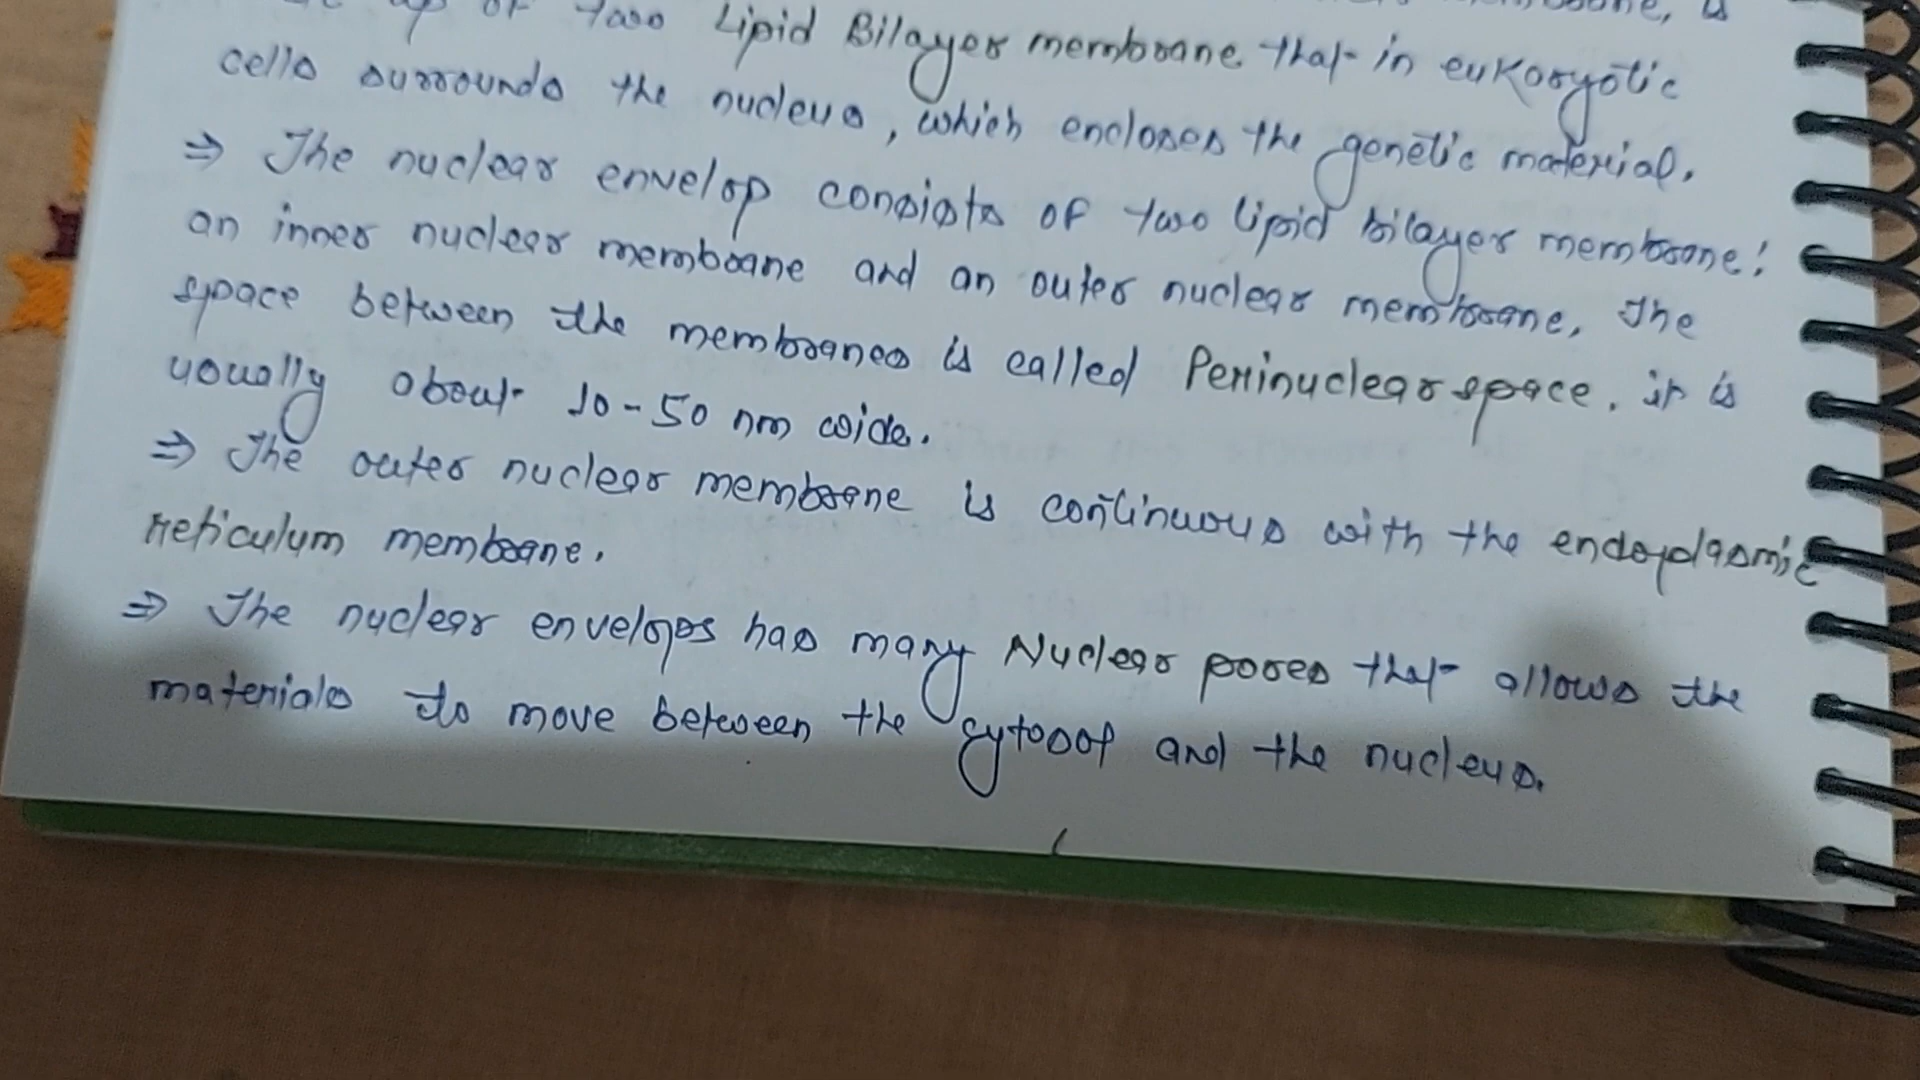 up of two Lipid Bilayer membrane that in eukaryotic
cells surrounds the nucleus, which encloses the genetic material.
⇒ The nuclear envelop consists of two lipid bilayer membrane:
an inner nuclear membrane and an outer nuclear membrane, The
space between the membranes is called Perinuclear space. it is
usually about 10-50 nm wide.
⇒ The outer nuclear membrane is continuous with the endoplasmic
reticulum membrane.
⇒ The nuclear envelops has many Nuclear pores that allows the
materials to move between the cytosol and the nucleus.